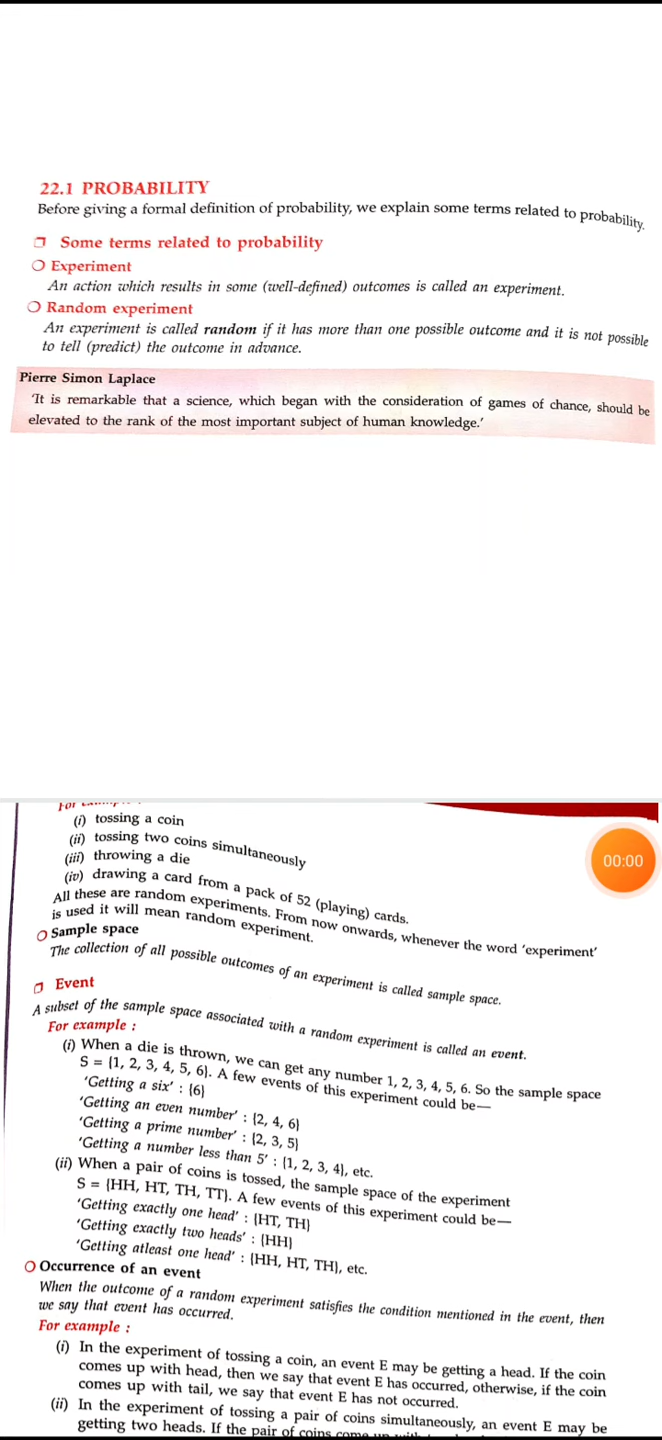 22.1 PROBABILITY
Before giving a formal definition of probability, we explain some terms related to probability.
Some terms related to probability
Experiment
An action which results in some (well-defined) outcomes is called an experiment.
Random experiment
An experiment is called random if it has more than one possible outcome and it is not possible
to tell (predict) the outcome in advance.
Pierre Simon Laplace
'It is remarkable that a science, which began with the consideration of games of chance, should be
elevated to the rank of the most important subject of human knowledge.'
For
(i) tossing a coin
(ii) tossing two coins simultaneously
(iii) throwing a die
(iv) drawing a card from a pack of 52 (playing) cards.
All these are random experiments. From now onwards, whenever the word 'experiment'
is used it will mean random experiment.
Sample space
The collection of all possible outcomes of an experiment is called sample space.
Event
A subset of the sample space associated with a random experiment is called an event.
For example :
(i) When a die is thrown, we can get any number 1, 2, 3, 4, 5, 6. So the sample space
S = {1, 2, 3, 4, 5, 6}. A few events of this experiment could be—
'Getting a six' : {6}
'Getting an even number' : {2, 4, 6}
'Getting a prime number' : {2, 3, 5}
'Getting a number less than 5' : {1, 2, 3, 4}, etc.
(ii) When a pair of coins is tossed, the sample space of the experiment
S = {HH, HT, TH, TT}. A few events of this experiment could be—
'Getting exactly one head' : {HT, TH}
'Getting exactly two heads' : {HH}
'Getting atleast one head' : {HH, HT, TH}, etc.
Occurrence of an event
When the outcome of a random experiment satisfies the condition mentioned in the event, then
we say that event has occurred.
For example :
(i) In the experiment of tossing a coin, an event E may be getting a head. If the coin
comes up with head, then we say that event E has occurred, otherwise, if the coin
comes up with tail, we say that event E has not occurred.
(ii) In the experiment of tossing a pair of coins simultaneously, an event E may be
getting two heads. If the pair of coins come up
00:00